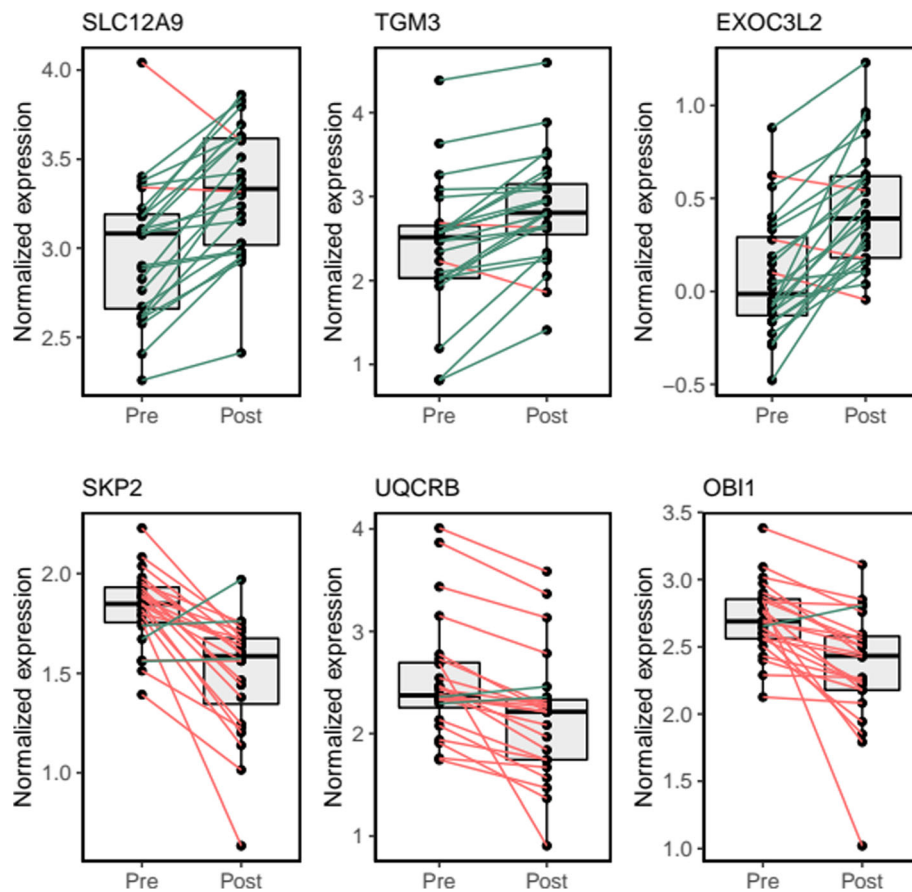 SLC12A9 TGM3 EXOC3L2
Normalized expression
4.0
3.5
3.0
2.5
Pre Post
Normalized expression
4
3
2
1
Pre Post
Normalized expression
1.0
0.5
0.0
−0.5
Pre Post
SKP2 UQCRB OBI1
Normalized expression
2.0
1.5
1.0
Pre Post
Normalized expression
4
3
2
1
Pre Post
Normalized expression
3.5
3.0
2.5
2.0
1.5
1.0
Pre Post